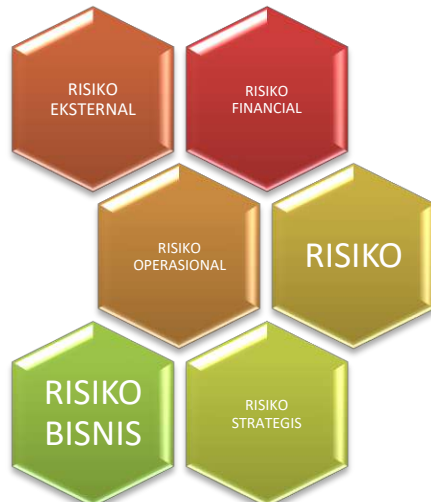 RISIKO
EKSTERNAL
RISIKO
FINANCIAL
RISIKO
OPERASIONAL
RISIKO
RISIKO
BISNIS
RISIKO
STRATEGIS